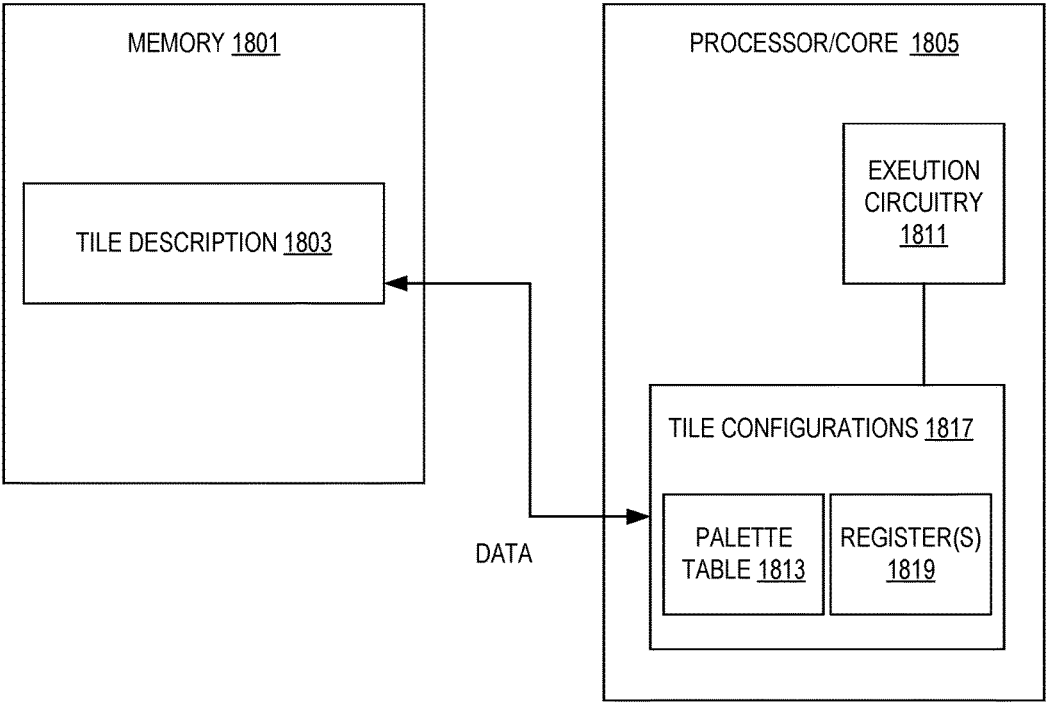 MEMORY 1801
PROCESSOR/CORE 1805
EXEUTION
CIRCUITRY
1811
TILE DESCRIPTION 1803
TILE CONFIGURATIONS 1817
PALETTE
TABLE 1813
REGISTER(S)
1819
DATA